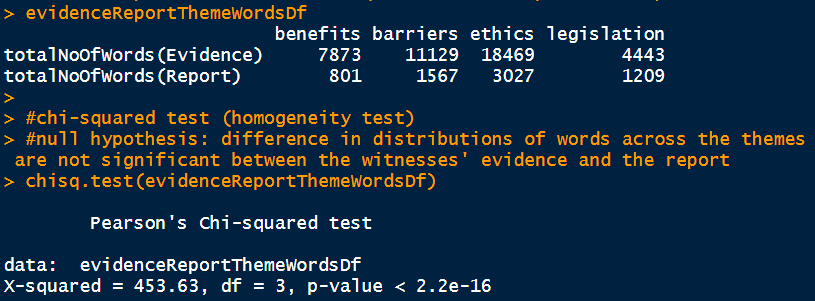 > evidenceReportThemeWordsDf
benefits barriers ethics legislation
totalNoOfWords(Evidence) 7873 11129 18469 4443
totalNoOfWords(Report) 801 1567 3027 1209
>
> #chi-squared test (homogeneity test)
> #null hypothesis: difference in distributions of words across the themes
are not significant between the witnesses' evidence and the report
> chisq.test(evidenceReportThemeWordsDf)
Pearson's Chi-squared test
data: evidenceReportThemeWordsDf
X-squared = 453.63, df = 3, p-value < 2.2e-16